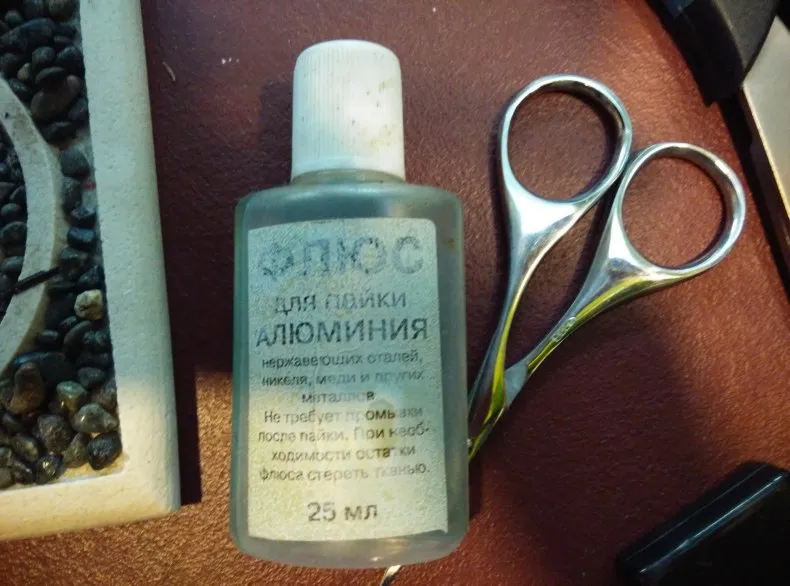 ФЛЮС
для пайки
АЛЮМИНИЯ
нержавеющих сталей,
никеля, меди и других
металлов
Не требует промывки
после пайки. При необ-
ходимости остатки
флюса стереть тканью.
25 мл